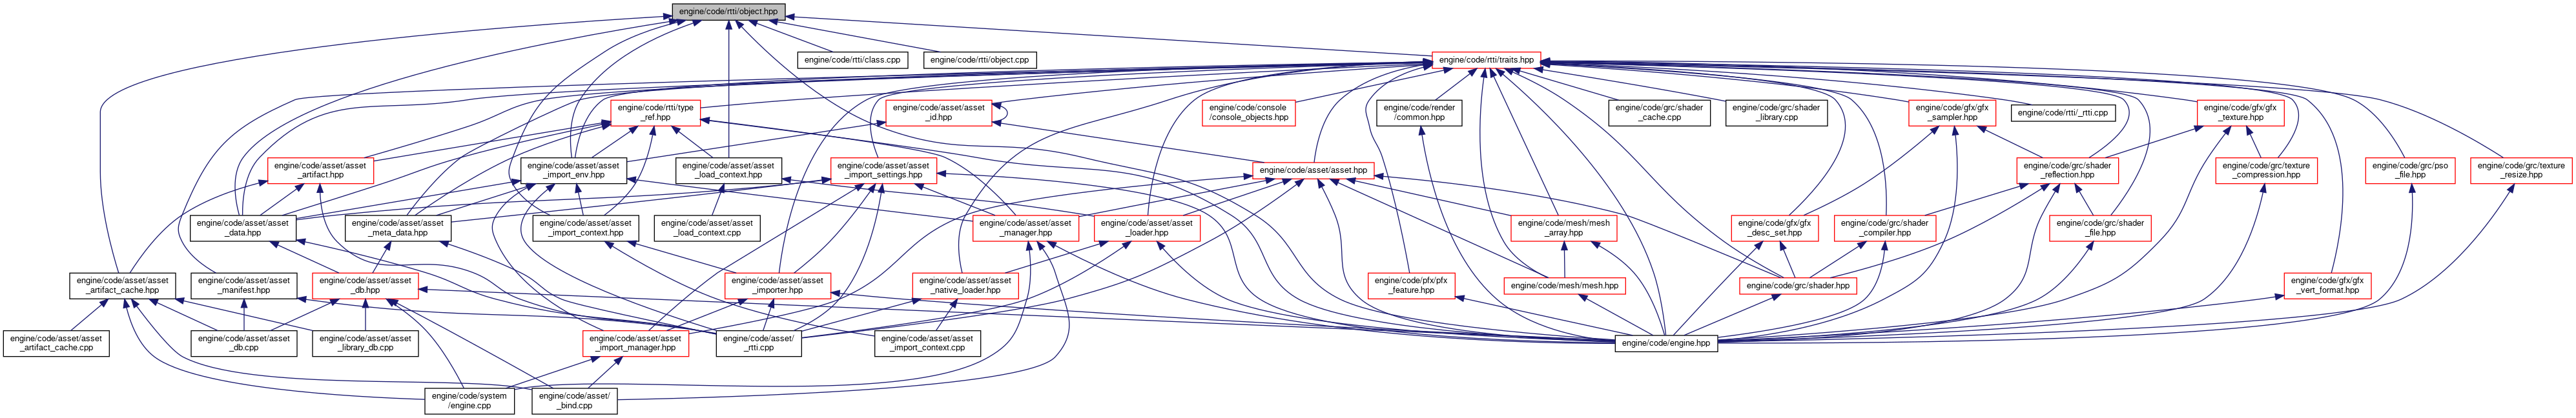 engine/code/rtti/object.hpp
engine/code/rtti/class.cpp
engine/code/rtti/object.cpp
engine/code/rtti/traits.hpp
engine/code/rtti/type
_ref.hpp
engine/code/asset/asset
_id.hpp
engine/code/console
/console_objects.hpp
engine/code/render
/common.hpp
engine/code/grc/shader
_cache.cpp
engine/code/grc/shader
_library.cpp
engine/code/gfx/gfx
_sampler.hpp
engine/code/rtti/_rtti.cpp
engine/code/gfx/gfx
_texture.hpp
engine/code/asset/asset
_artifact.hpp
engine/code/asset/asset
_import_env.hpp
engine/code/asset/asset
_load_context.hpp
engine/code/asset/asset
_import_settings.hpp
engine/code/asset/asset.hpp
engine/code/grc/shader
_reflection.hpp
engine/code/grc/texture
_compression.hpp
engine/code/grc/pso
_file.hpp
engine/code/grc/texture
_resize.hpp
engine/code/asset/asset
_data.hpp
engine/code/asset/asset
_meta_data.hpp
engine/code/asset/asset
_import_context.hpp
engine/code/asset/asset
_load_context.cpp
engine/code/asset/asset
_manager.hpp
engine/code/asset/asset
_loader.hpp
engine/code/mesh/mesh
_array.hpp
engine/code/gfx/gfx
_desc_set.hpp
engine/code/grc/shader
_compiler.hpp
engine/code/grc/shader
_file.hpp
engine/code/asset/asset
_artifact_cache.hpp
engine/code/asset/asset
_manifest.hpp
engine/code/asset/asset
_db.hpp
engine/code/asset/asset
_importer.hpp
engine/code/asset/asset
_native_loader.hpp
engine/code/pfx/pfx
_feature.hpp
engine/code/mesh/mesh.hpp
engine/code/grc/shader.hpp
engine/code/gfx/gfx
_vert_format.hpp
engine/code/asset/asset
_artifact_cache.cpp
engine/code/asset/asset
_db.cpp
engine/code/asset/asset
_library_db.cpp
engine/code/asset/asset
_import_manager.hpp
engine/code/asset/
_rtti.cpp
engine/code/asset/asset
_import_context.cpp
engine/code/engine.hpp
engine/code/system
/engine.cpp
engine/code/asset/
_bind.cpp